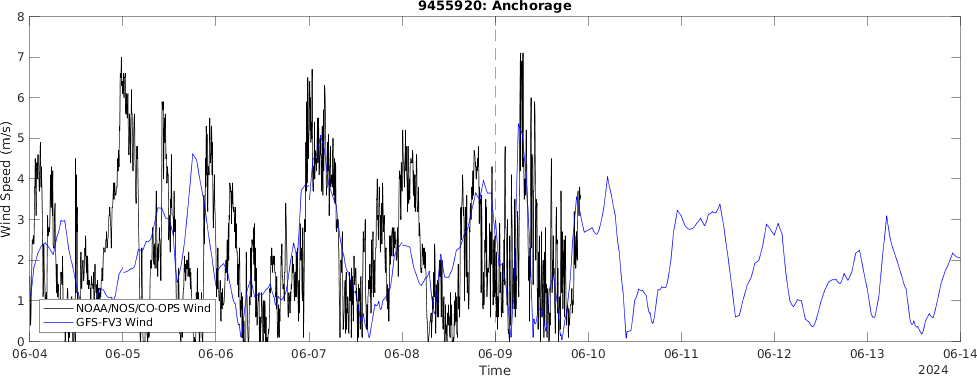 9455920: Anchorage
8
7
6
5
4
3
2
1
0
Wind Speed (m/s)
NOAA/NOS/CO-OPS Wind
GFS-FV3 Wind
06-04 06-05 06-06 06-07 06-08 06-09 06-10 06-11 06-12 06-13 06-14
Time
2024